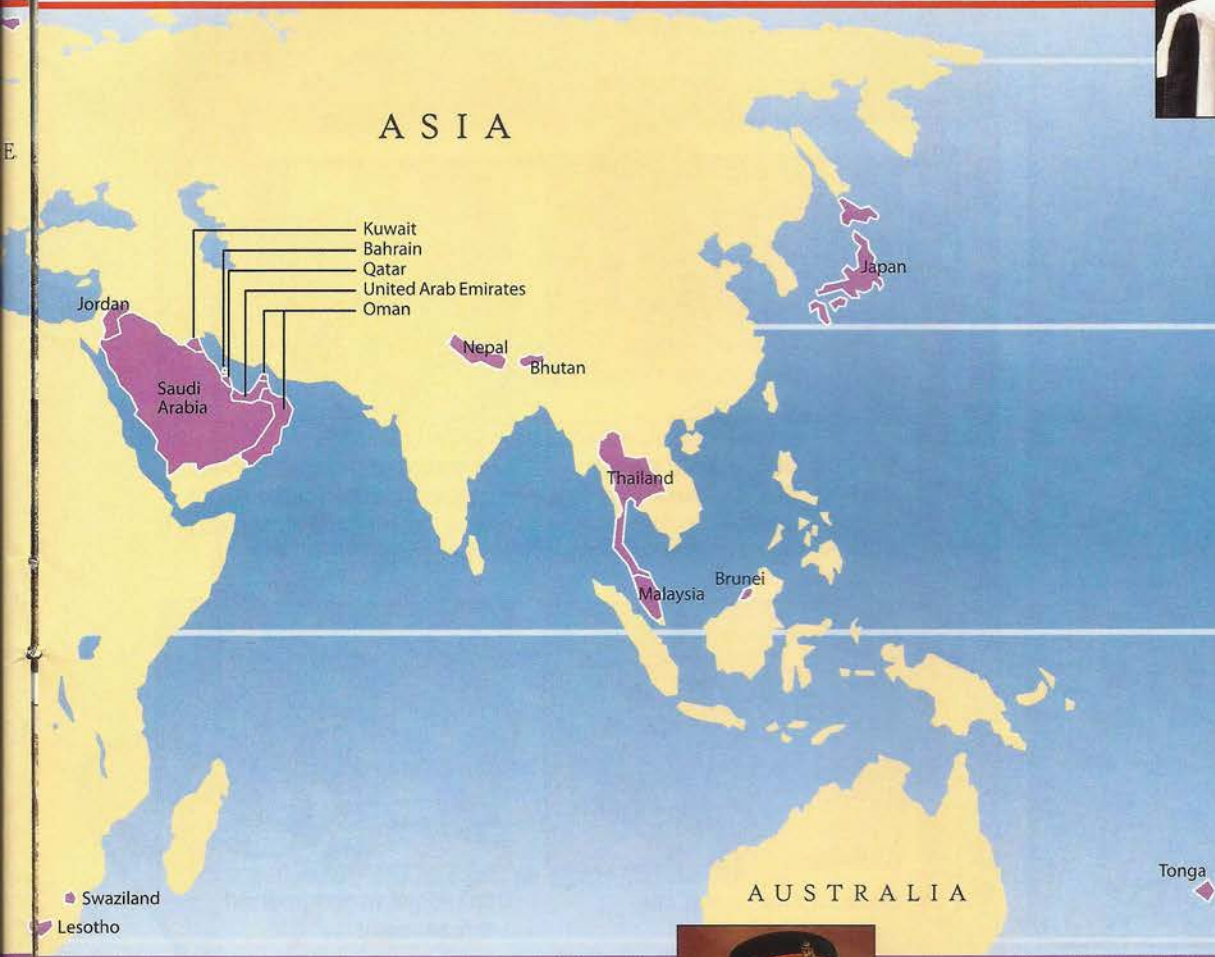 ASIA
E
Kuwait
Bahrain
Qatar
United Arab Emirates
Oman
Jordan
Saudi
Arabia
Japan
Nepal
Bhutan
Thailand
Malaysia
Brunei
Tonga
AUSTRALIA
Swaziland
Lesotho